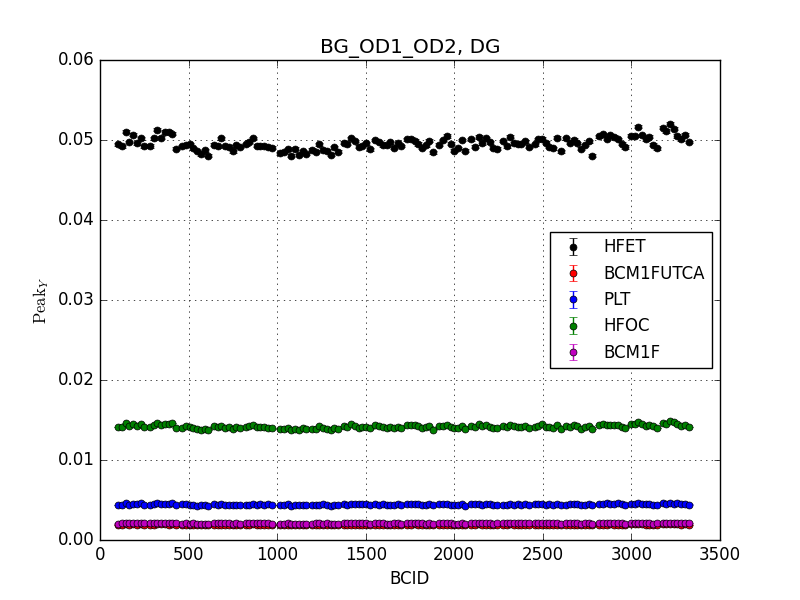 BG_OD1_OD2, DG
0.06
0.05
0.04
0.03
0.02
0.01
0.00
Peak_Y
HFET
BCM1FUTCA
PLT
HFOC
BCM1F
0 500 1000 1500 2000 2500 3000 3500
BCID